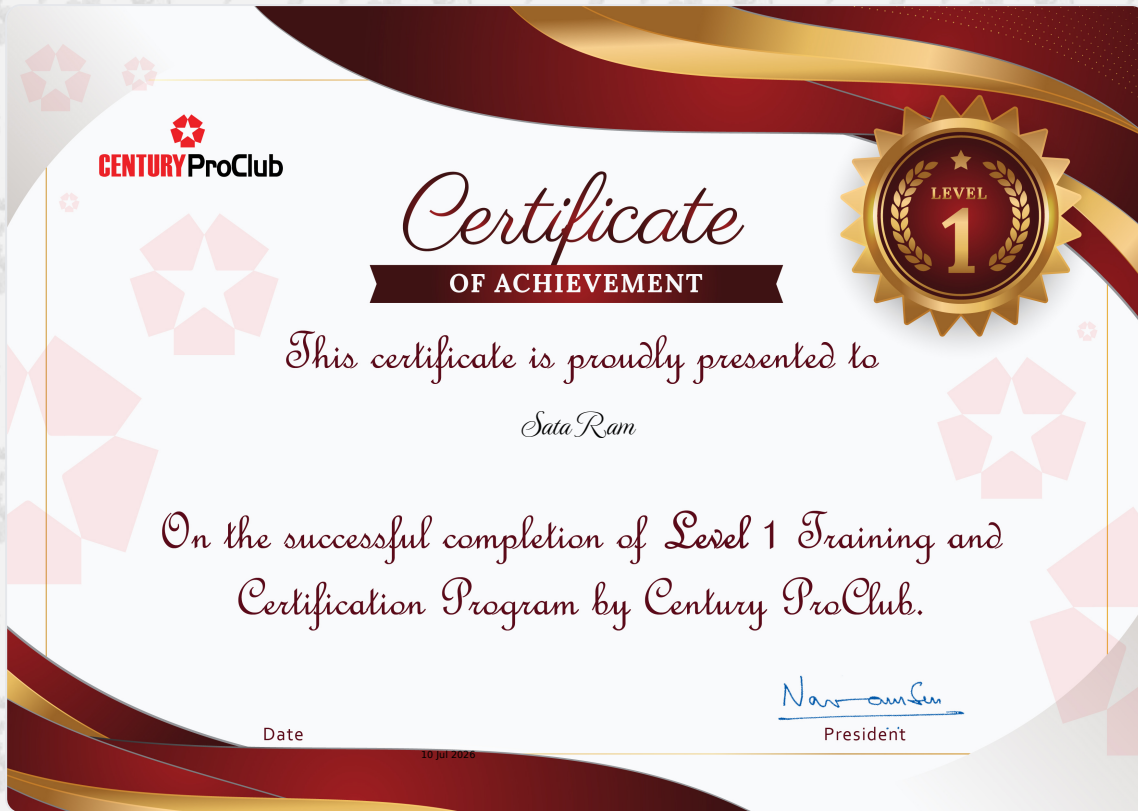 CENTURY ProClub
LEVEL
1
Certificate
OF ACHIEVEMENT
This certificate is proudly presented to
Sata Ram
On the successful completion of Level 1 Training and
Certification Program by Century ProClub.
Date
President
10 Jul 2026